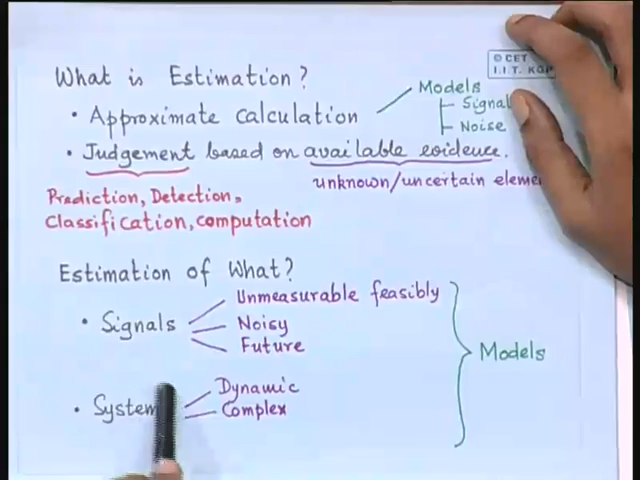 © CET
I.I.T. KGP
What is Estimation?
• Approximate calculation
Models
Signal
Noise
• Judgement based on available evidence.
unknown/uncertain
Prediction, Detection,
Classification, computation
Estimation of What?
• Signals
Unmeasurable feasibly
Noisy
Future
Models
• System
Dynamic
Complex